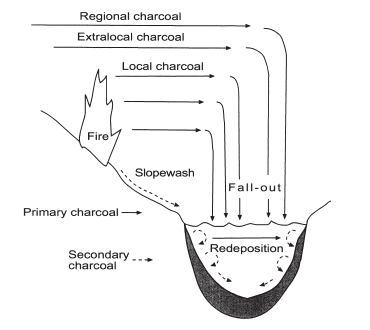 Regional charcoal
Extralocal charcoal
Local charcoal
Fire
Slopewash
Fall-out
Primary charcoal
Redeposition
Secondary
charcoal